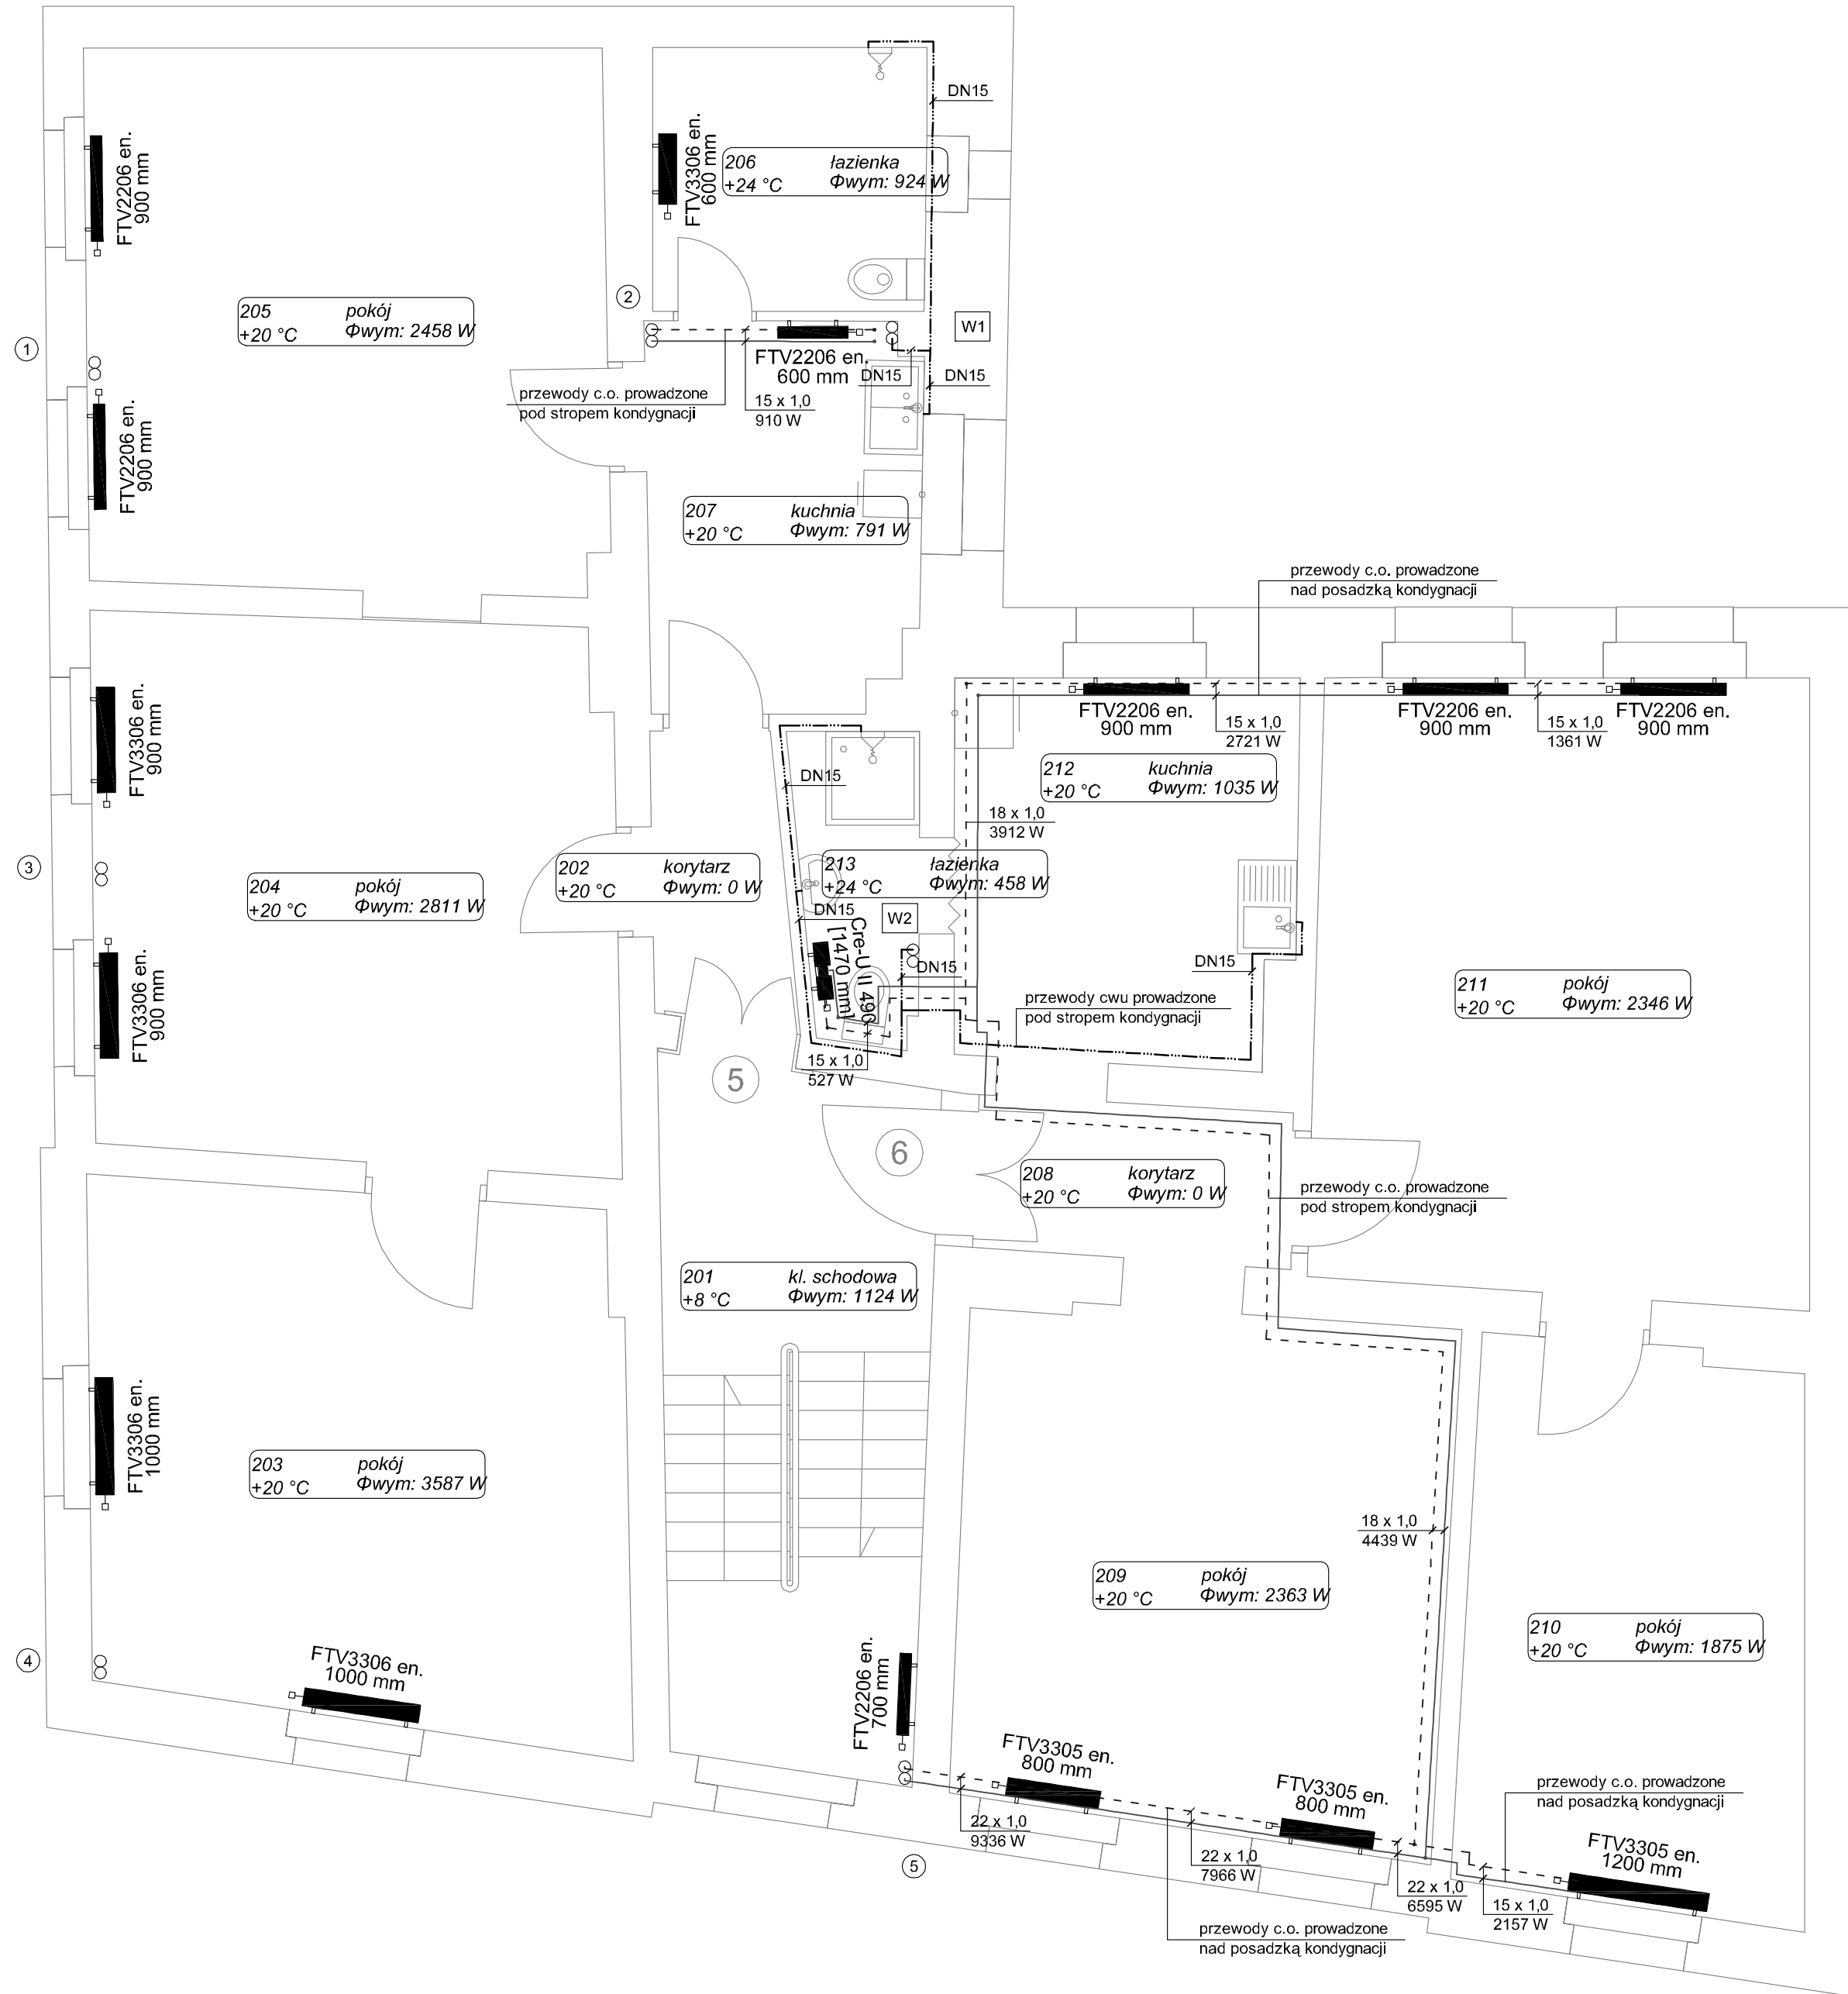 DN15
FTV2206 en.
900 mm
FTV3306 en.
600 mm
206 łazienka
+24 °C Φwym: 924 W
2
205 pokój
+20 °C Φwym: 2458 W
1
W1
FTV2206 en.
600 mm
DN15
DN15
przewody c.o. prowadzone
pod stropem kondygnacji
15 x 1,0
910 W
FTV2206 en.
900 mm
207 kuchnia
+20 °C Φwym: 791 W
przewody c.o. prowadzone
nad posadzką kondygnacji
FTV3306 en.
900 mm
FTV2206 en.
900 mm
15 x 1,0
2721 W
FTV2206 en.
900 mm
15 x 1,0
1361 W
FTV2206 en.
900 mm
DN15
212 kuchnia
+20 °C Φwym: 1035 W
18 x 1,0
3912 W
3
204 pokój
+20 °C Φwym: 2811 W
202 korytarz
+20 °C Φwym: 0 W
213 łazienka
+24 °C Φwym: 458 W
DN15
W2
Cre-U II 490
[1470 mm]
DN15
DN15
FTV3306 en.
900 mm
przewody cwu prowadzone
pod stropem kondygnacji
211 pokój
+20 °C Φwym: 2346 W
15 x 1,0
527 W
5
6
208 korytarz
+20 °C Φwym: 0 W
przewody c.o. prowadzone
pod stropem kondygnacji
201 kl. schodowa
+8 °C Φwym: 1124 W
FTV3306 en.
1000 mm
203 pokój
+20 °C Φwym: 3587 W
18 x 1,0
4439 W
209 pokój
+20 °C Φwym: 2363 W
210 pokój
+20 °C Φwym: 1875 W
4
FTV3306 en.
1000 mm
FTV2206 en.
700 mm
FTV3305 en.
800 mm
FTV3305 en.
800 mm
przewody c.o. prowadzone
nad posadzką kondygnacji
22 x 1,0
9336 W
5
22 x 1,0
7966 W
22 x 1,0
6595 W
FTV3305 en.
1200 mm
15 x 1,0
2157 W
przewody c.o. prowadzone
nad posadzką kondygnacji